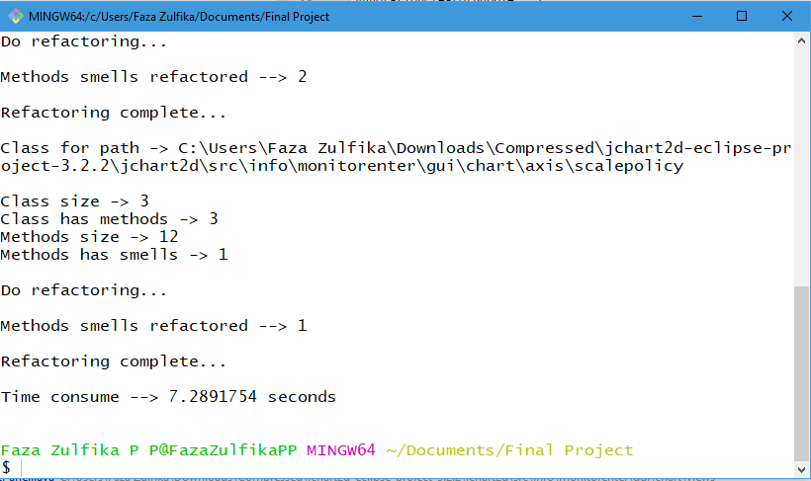 MINGW64:/c/Users/Faza Zulfika/Documents/Final Project
Do refactoring...
Methods smells refactored --> 2
Refactoring complete...
Class for path -> C:\Users\Faza Zulfika\Downloads\Compressed\jchart2d-eclipse-pr
oject-3.2.2\jchart2d\src\info\monitorenter\gui\chart\axis\scalepolicy
Class size -> 3
Class has methods -> 3
Methods size -> 12
Methods has smells -> 1
Do refactoring...
Methods smells refactored --> 1
Refactoring complete...
Time consume --> 7.2891754 seconds
Faza Zulfika P P@FazaZulfikaPP MINGW64 ~/Documents/Final Project
$